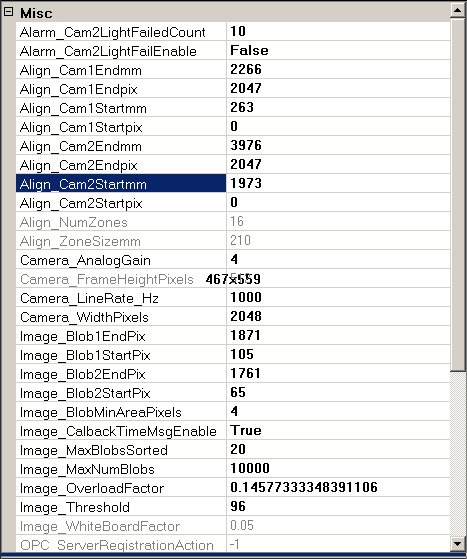 Misc
Alarm_Cam2LightFailedCount 10
Alarm_Cam2LightFailEnable False
Align_Cam1Endmm 2266
Align_Cam1Endpix 2047
Align_Cam1Startmm 263
Align_Cam1Startpix 0
Align_Cam2Endmm 3976
Align_Cam2Endpix 2047
Align_Cam2Startmm 1973
Align_Cam2Startpix 0
Align_NumZones 16
Align_ZoneSizemm 210
Camera_AnalogGain 4
Camera_FrameHeightPixels 467x559
Camera_LineRate_Hz 1000
Camera_WidthPixels 2048
Image_Blob1EndPix 1871
Image_Blob1StartPix 105
Image_Blob2EndPix 1761
Image_Blob2StartPix 65
Image_BlobMinAreaPixels 4
Image_CalbackTimeMsgEnable True
Image_MaxBlobsSorted 20
Image_MaxNumBlobs 10000
Image_OverloadFactor 0.14577333348391106
Image_Threshold 96
Image_WhiteBoardFactor 0.05
OPC_ServerRegistrationAction -1